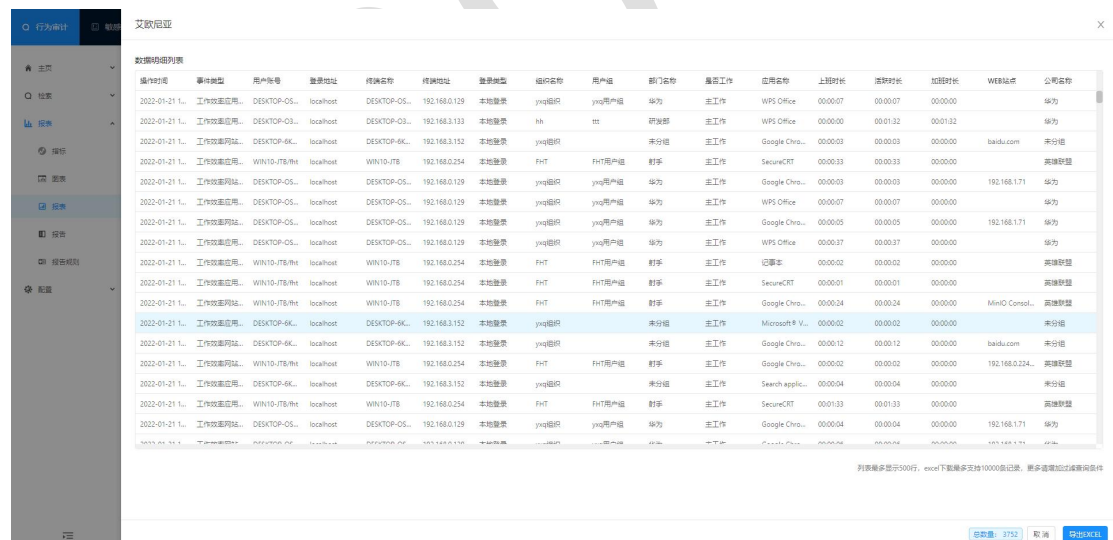 行为审计 敏感
艾欧尼亚
主页
检索
报表
指标
图表
报表
报告
报告规则
配置
数据明细列表
操作时间 事件类型 用户账号 登录地址 终端名称 终端地址 登录类型 组织名称 用户组 部门名称 是否工作 应用名称 上班时长 活跃时长 加班时长 WEB站点 公司名称
2022-01-21 1... 工作效率应用... DESKTOP-OS... localhost DESKTOP-OS... 192.168.0.129 本地登录 yxq组织 yxq用户组 华为 主工作 WPS Office 00:00:07 00:00:07 00:00:00 华为
2022-01-21 1... 工作效率应用... DESKTOP-O3... localhost DESKTOP-O3... 192.168.3.133 本地登录 hh ttt 研发部 主工作 WPS Office 00:00:00 00:01:32 00:01:32 华为
2022-01-21 1... 工作效率网站... DESKTOP-6K... localhost DESKTOP-6K... 192.168.3.152 本地登录 yxq组织 未分组 主工作 Google Chro... 00:00:03 00:00:03 00:00:00 baidu.com 未分组
2022-01-21 1... 工作效率应用... WIN10-JTB/fht localhost WIN10-JTB 192.168.0.254 本地登录 FHT FHT用户组 射手 主工作 SecureCRT 00:00:33 00:00:33 00:00:00 英雄联盟
2022-01-21 1... 工作效率网站... DESKTOP-OS... localhost DESKTOP-OS... 192.168.0.129 本地登录 yxq组织 yxq用户组 华为 主工作 Google Chro... 00:00:03 00:00:03 00:00:00 192.168.1.71 华为
2022-01-21 1... 工作效率应用... DESKTOP-OS... localhost DESKTOP-OS... 192.168.0.129 本地登录 yxq组织 yxq用户组 华为 主工作 WPS Office 00:00:07 00:00:07 00:00:00 华为
2022-01-21 1... 工作效率网站... DESKTOP-OS... localhost DESKTOP-OS... 192.168.0.129 本地登录 yxq组织 yxq用户组 华为 主工作 Google Chro... 00:00:05 00:00:05 00:00:00 192.168.1.71 华为
2022-01-21 1... 工作效率应用... DESKTOP-OS... localhost DESKTOP-OS... 192.168.0.129 本地登录 yxq组织 yxq用户组 华为 主工作 WPS Office 00:00:37 00:00:37 00:00:00 华为
2022-01-21 1... 工作效率应用... WIN10-JTB/fht localhost WIN10-JTB 192.168.0.254 本地登录 FHT FHT用户组 射手 主工作 记事本 00:00:02 00:00:02 00:00:00 英雄联盟
2022-01-21 1... 工作效率应用... WIN10-JTB/fht localhost WIN10-JTB 192.168.0.254 本地登录 FHT FHT用户组 射手 主工作 SecureCRT 00:00:01 00:00:01 00:00:00 英雄联盟
2022-01-21 1... 工作效率网站... WIN10-JTB/fht localhost WIN10-JTB 192.168.0.254 本地登录 FHT FHT用户组 射手 主工作 Google Chro... 00:00:24 00:00:24 00:00:00 MinIO Consol... 英雄联盟
2022-01-21 1... 工作效率应用... DESKTOP-6K... localhost DESKTOP-6K... 192.168.3.152 本地登录 yxq组织 未分组 主工作 Microsoft® V... 00:00:02 00:00:02 00:00:00 未分组
2022-01-21 1... 工作效率网站... DESKTOP-6K... localhost DESKTOP-6K... 192.168.3.152 本地登录 yxq组织 未分组 主工作 Google Chro... 00:00:12 00:00:12 00:00:00 baidu.com 未分组
2022-01-21 1... 工作效率网站... WIN10-JTB/fht localhost WIN10-JTB 192.168.0.254 本地登录 FHT FHT用户组 射手 主工作 Google Chro... 00:00:02 00:00:02 00:00:00 192.168.0.224... 英雄联盟
2022-01-21 1... 工作效率应用... DESKTOP-6K... localhost DESKTOP-6K... 192.168.3.152 本地登录 yxq组织 未分组 主工作 Search applic... 00:00:04 00:00:04 00:00:00 未分组
2022-01-21 1... 工作效率应用... WIN10-JTB/fht localhost WIN10-JTB 192.168.0.254 本地登录 FHT FHT用户组 射手 主工作 SecureCRT 00:01:33 00:01:33 00:00:00 英雄联盟
2022-01-21 1... 工作效率网站... DESKTOP-OS... localhost DESKTOP-OS... 192.168.0.129 本地登录 yxq组织 yxq用户组 华为 主工作 Google Chro... 00:00:04 00:00:04 00:00:00 192.168.1.71 华为
列表最多显示500行，excel下载最多支持10000条记录，更多请增加过滤查询条件
总数量: 3752 取消 导出EXCEL